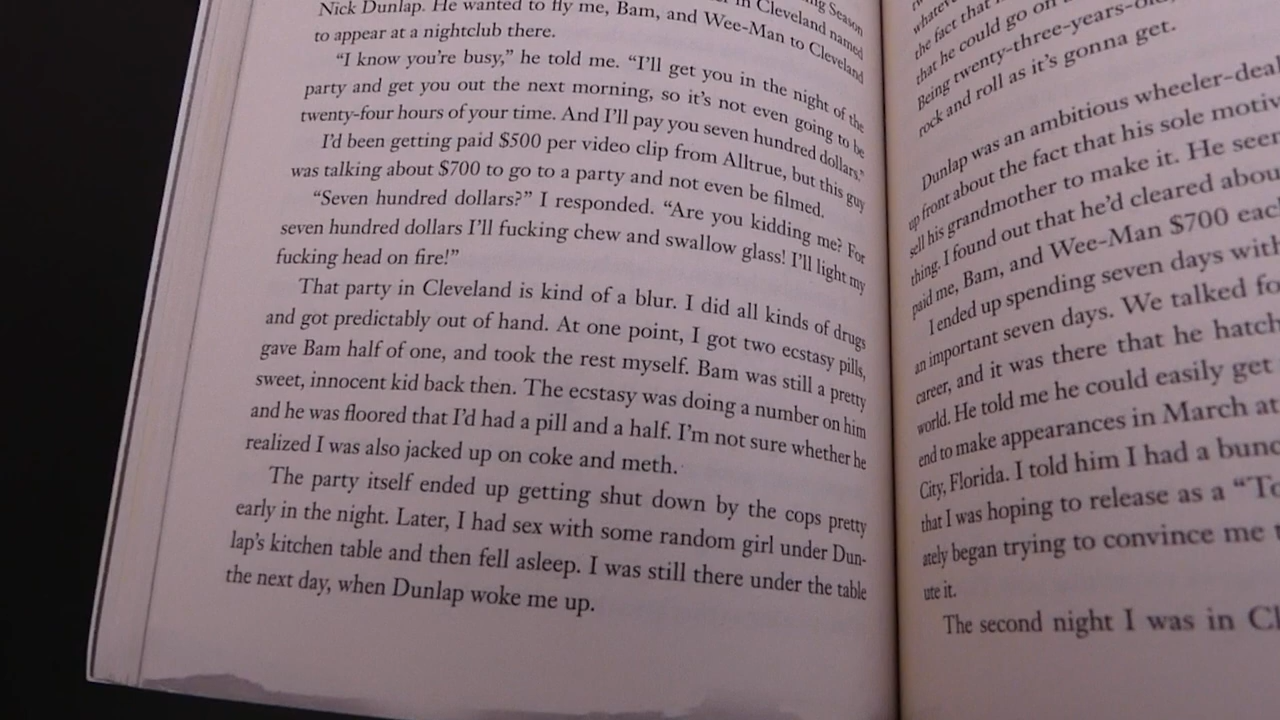 ng Season
r in Cleveland named
Nick Dunlap. He wanted to fly me, Bam, and Wee-Man to Cleveland
to appear at a nightclub there.
“I know you’re busy,” he told me. “I’ll get you in the night of the
party and get you out the next morning, so it’s not even going to be
twenty-four hours of your time. And I’ll pay you seven hundred dollars.”
I’d been getting paid $500 per video clip from Alltrue, but this guy
was talking about $700 to go to a party and not even be filmed.
“Seven hundred dollars?” I responded. “Are you kidding me? For
seven hundred dollars I’ll fucking chew and swallow glass! I’ll light my
fucking head on fire!”
That party in Cleveland is kind of a blur. I did all kinds of drugs
and got predictably out of hand. At one point, I got two ecstasy pills,
gave Bam half of one, and took the rest myself. Bam was still a pretty
sweet, innocent kid back then. The ecstasy was doing a number on him
and he was floored that I’d had a pill and a half. I’m not sure whether he
realized I was also jacked up on coke and meth.
The party itself ended up getting shut down by the cops pretty
early in the night. Later, I had sex with some random girl under Dun-
lap’s kitchen table and then fell asleep. I was still there under the table
the next day, when Dunlap woke me up.
whatev
the fact that
that he could go on
Being twenty-three-years-old,
rock and roll as it’s gonna get.
Dunlap was an ambitious wheeler-deal
up front about the fact that his sole motiv
sell his grandmother to make it. He seer
thing. I found out that he’d cleared abou
paid me, Bam, and Wee-Man $700 eac
I ended up spending seven days with
an important seven days. We talked fo
career, and it was there that he hatch
world. He told me he could easily get
end to make appearances in March at
City, Florida. I told him I had a bunc
that I was hoping to release as a “To
ately began trying to convince me t
ute it.
The second night I was in Cl